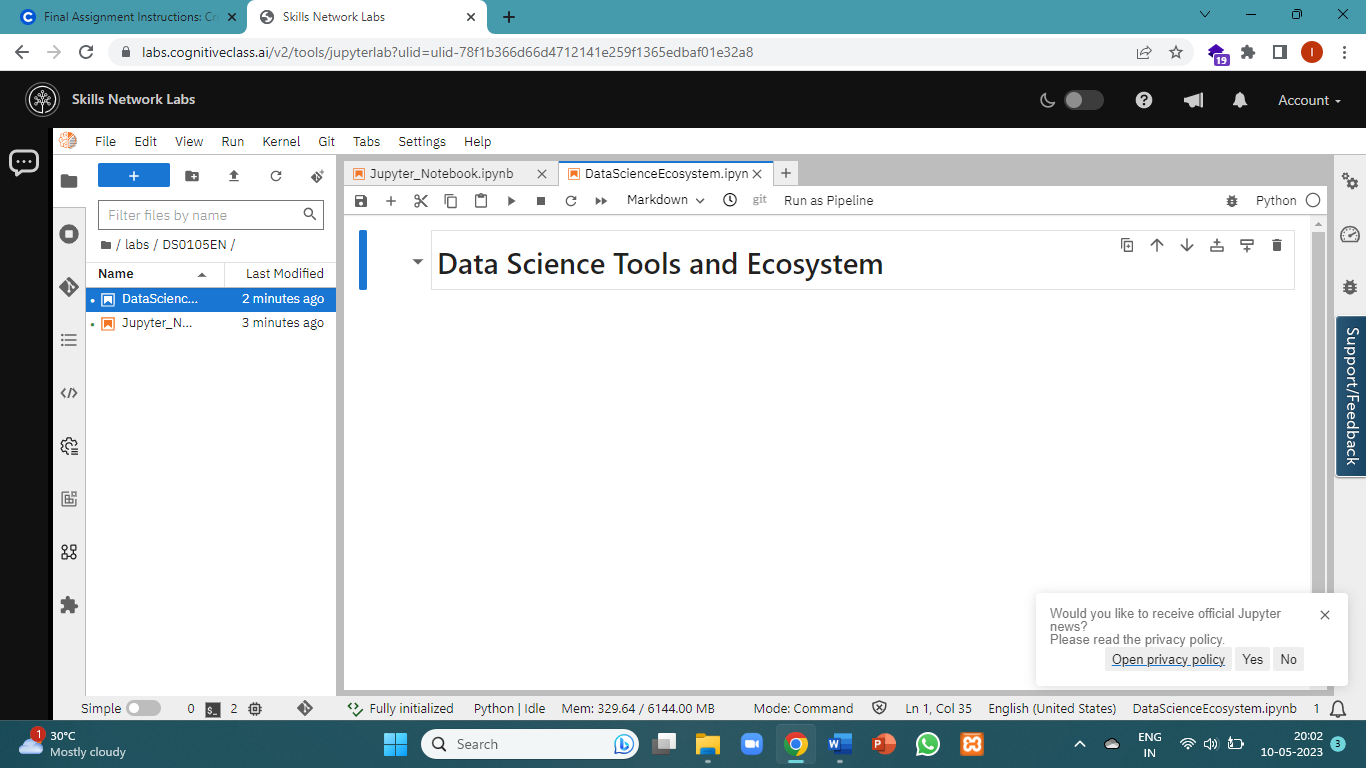 Final Assignment Instructions: Cr
Skills Network Labs
labs.cognitiveclass.ai/v2/tools/jupyterlab?ulid=ulid-78f1b366d66d4712141e259f1365edbaf01e32a8
19
I
Skills Network Labs
Account
File Edit View Run Kernel Git Tabs Settings Help
Jupyter_Notebook.ipynb
DataScienceEcosystem.ipyn
Filter files by name
Markdown
git
Run as Pipeline
Python
/ labs / DS0105EN /
Name
Last Modified
DataScienc...
2 minutes ago
Jupyter_N...
3 minutes ago
Data Science Tools and Ecosystem
Support/Feedback
Would you like to receive official Jupyter
news?
Please read the privacy policy.
Open privacy policy
Yes
No
Simple
0
2
Fully initialized
Python | Idle
Mem: 329.64 / 6144.00 MB
Mode: Command
Ln 1, Col 35
English (United States)
DataScienceEcosystem.ipynb
1
1
30°C
Mostly cloudy
Search
ENG
IN
20:02
10-05-2023
3